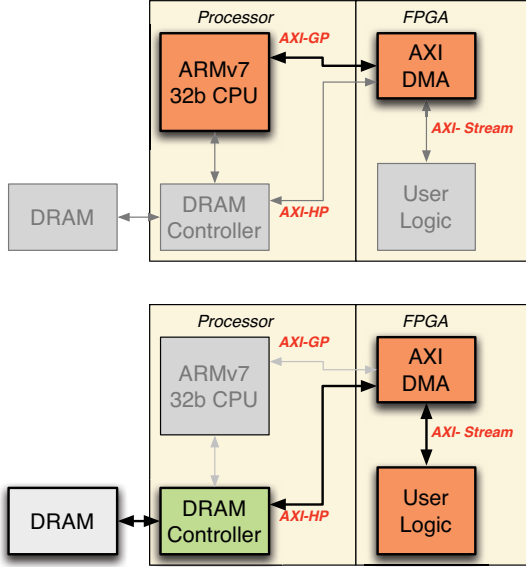 Processor
FPGA
AXI-GP
ARMv7
32b CPU
AXI
DMA
AXI- Stream
DRAM
DRAM
Controller
AXI-HP
User
Logic
Processor
FPGA
AXI-GP
ARMv7
32b CPU
AXI
DMA
AXI- Stream
DRAM
DRAM
Controller
AXI-HP
User
Logic